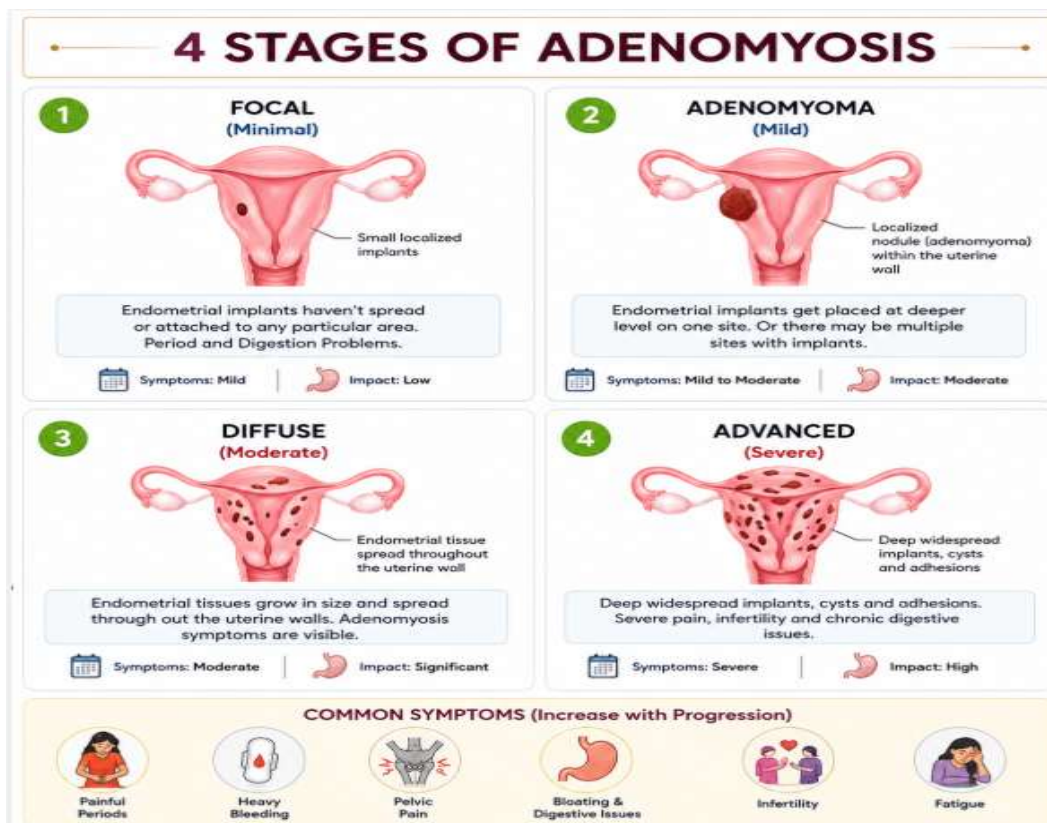 4 STAGES OF ADENOMYOSIS
1
FOCAL
(Minimal)
Small localized
implants
Endometrial implants haven't spread
or attached to any particular area.
Period and Digestion Problems.
Symptoms: Mild
Impact: Low
2
ADENOMYOMA
(Mild)
Localized
nodule (adenomyoma)
within the uterine
wall
Endometrial implants get placed at deeper
level on one site. Or there may be multiple
sites with implants.
Symptoms: Mild to Moderate
Impact: Moderate
3
DIFFUSE
(Moderate)
Endometrial tissue
spread throughout
the uterine wall
Endometrial tissues grow in size and spread
through out the uterine walls. Adenomyosis
symptoms are visible.
Symptoms: Moderate
Impact: Significant
4
ADVANCED
(Severe)
Deep widespread
implants, cysts
and adhesions
Deep widespread implants, cysts and adhesions.
Severe pain, infertility and chronic digestive
issues.
Symptoms: Severe
Impact: High
COMMON SYMPTOMS (Increase with Progression)
Painful
Periods
Heavy
Bleeding
Pelvic
Pain
Bloating &
Digestive Issues
Infertility
Fatigue